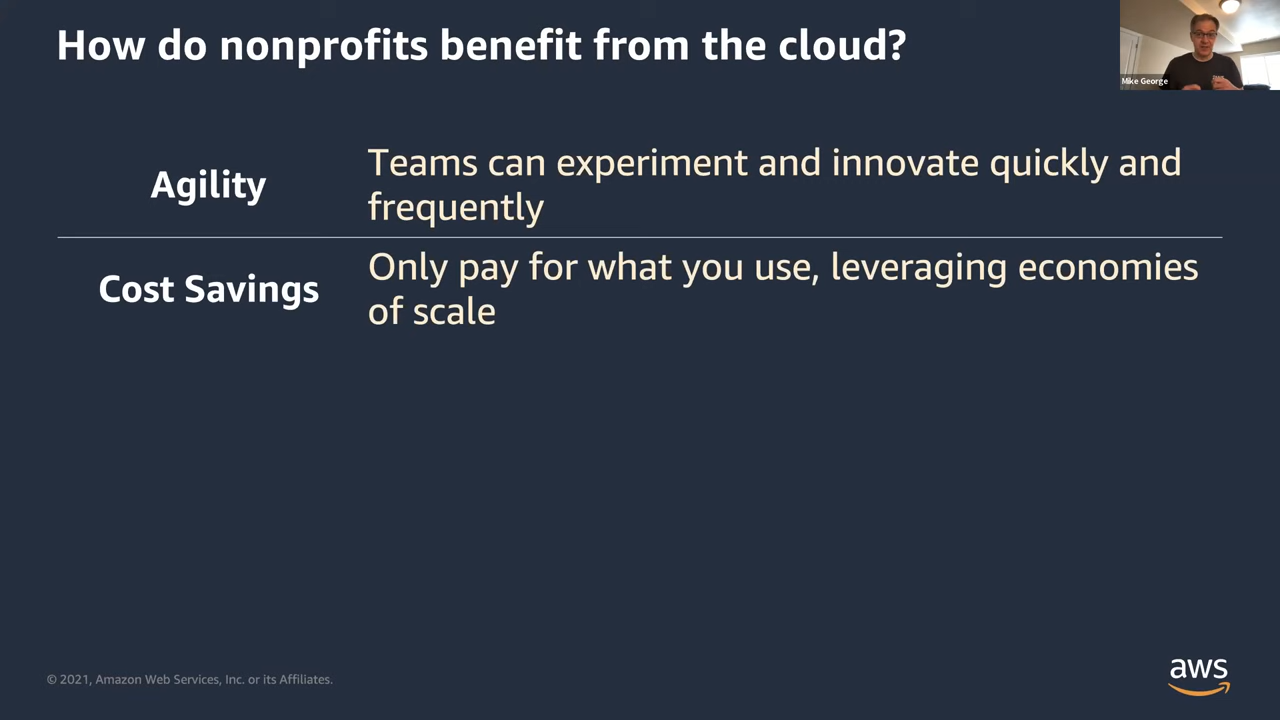 How do nonprofits benefit from the cloud?
Mike George
Agility
Teams can experiment and innovate quickly and
frequently
Cost Savings
Only pay for what you use, leveraging economies
of scale
© 2021, Amazon Web Services, Inc. or its Affiliates.
aws